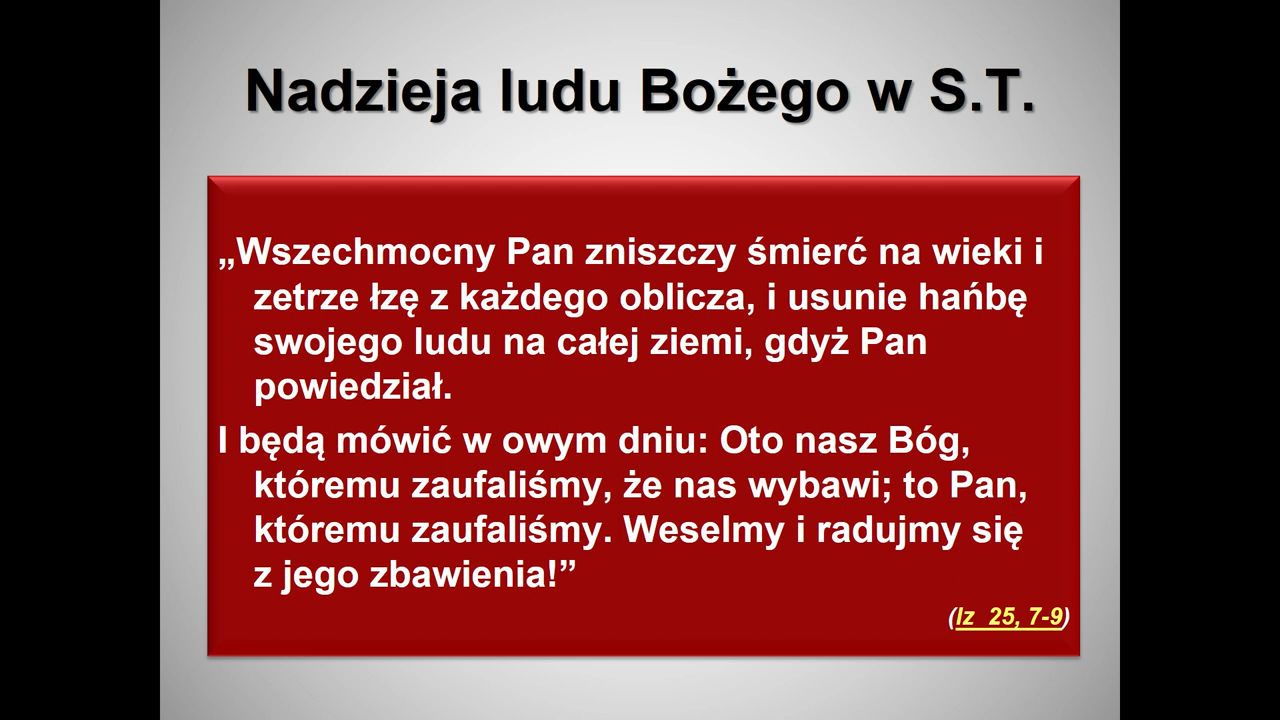 Nadzieja ludu Bożego w S.T.
„Wszechmocny Pan zniszczy śmierć na wieki i
zetrze łzę z każdego oblicza, i usunie hańbę
swojego ludu na całej ziemi, gdyż Pan
powiedział.
I będą mówić w owym dniu: Oto nasz Bóg,
któremu zaufaliśmy, że nas wybawi; to Pan,
któremu zaufaliśmy. Weselmy i radujmy się
z jego zbawienia!”
(Iz 25, 7-9)